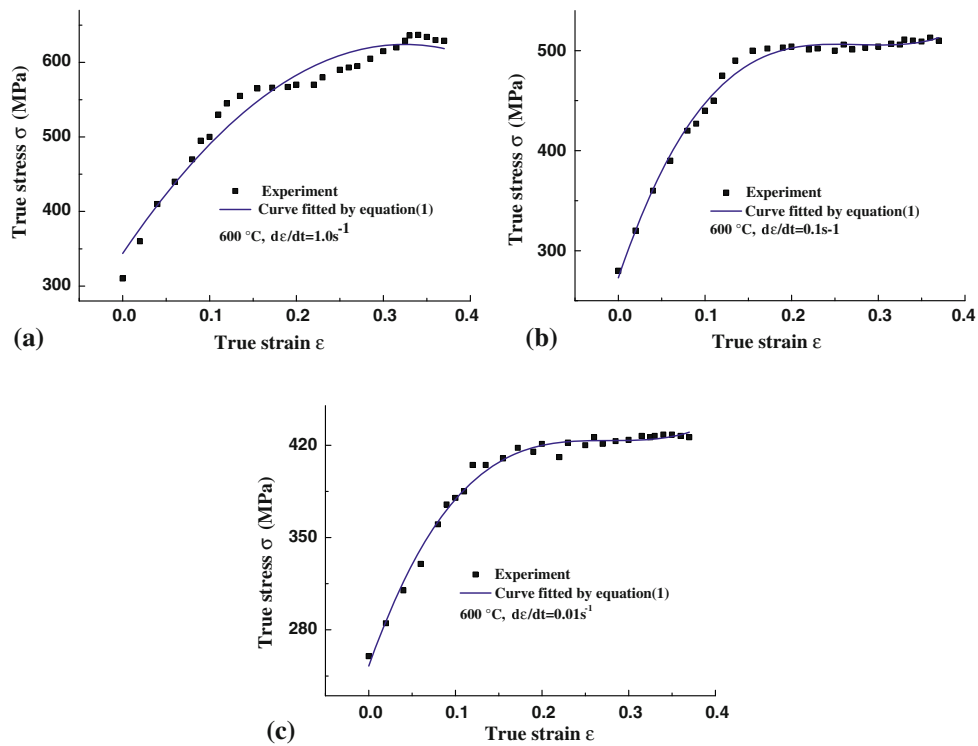 True stress σ (MPa)
600
500
400
300
0.0 0.1 0.2 0.3 0.4
True strain ε
Experiment
Curve fitted by equation(1)
600 °C, dε/dt=1.0s-1
(a)
True stress σ (MPa)
500
400
300
0.0 0.1 0.2 0.3 0.4
True strain ε
Experiment
Curve fitted by equation(1)
600 °C, dε/dt=0.1s-1
(b)
True stress σ (MPa)
420
350
280
0.0 0.1 0.2 0.3 0.4
True strain ε
Experiment
Curve fitted by equation(1)
600 °C, dε/dt=0.01s-1
(c)